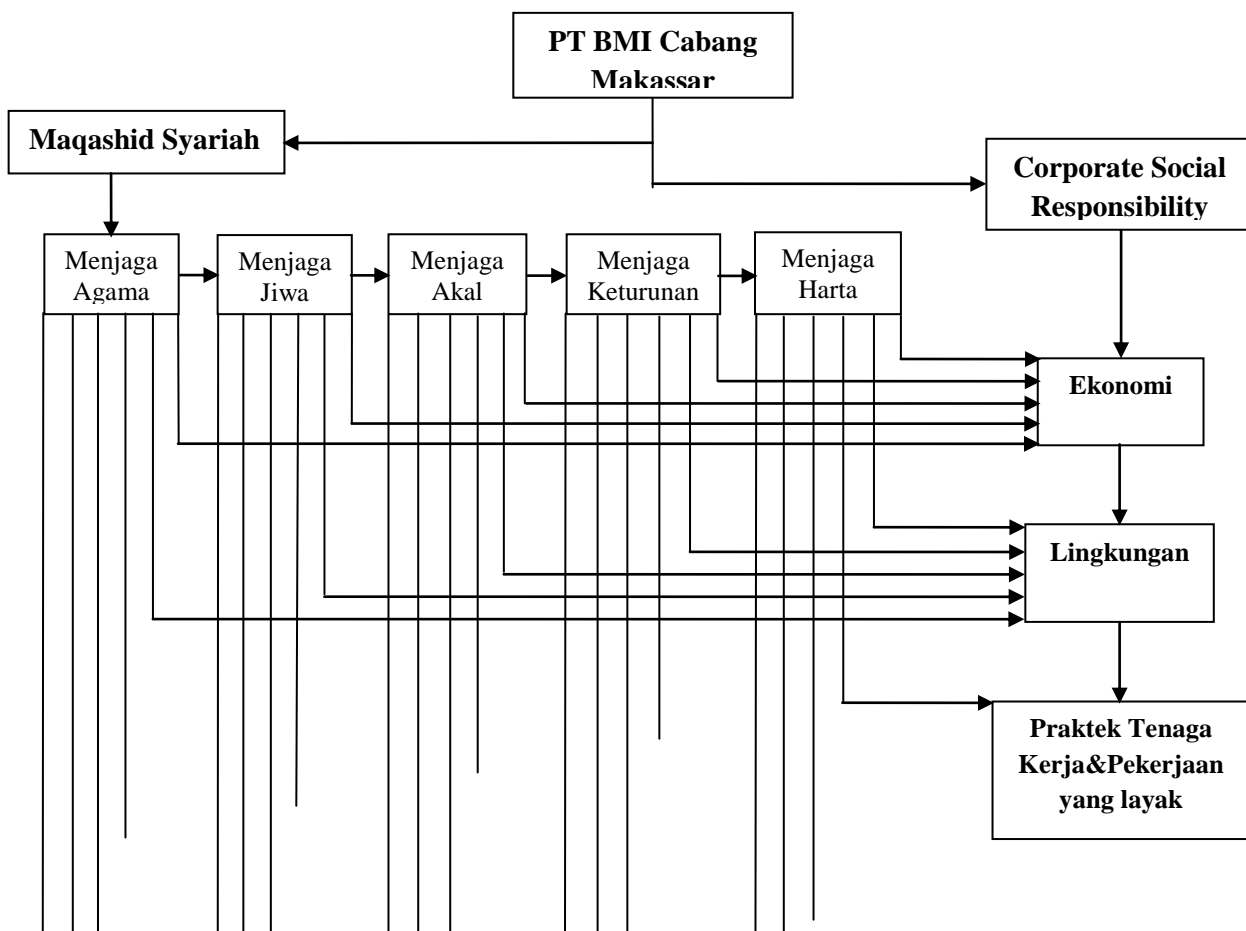 PT BMI Cabang
Makassar
Maqashid Syariah
Corporate Social
Responsibility
Menjaga
Agama
Menjaga
Jiwa
Menjaga
Akal
Menjaga
Keturunan
Menjaga
Harta
Ekonomi
Lingkungan
Praktek Tenaga
Kerja&Pekerjaan
yang layak